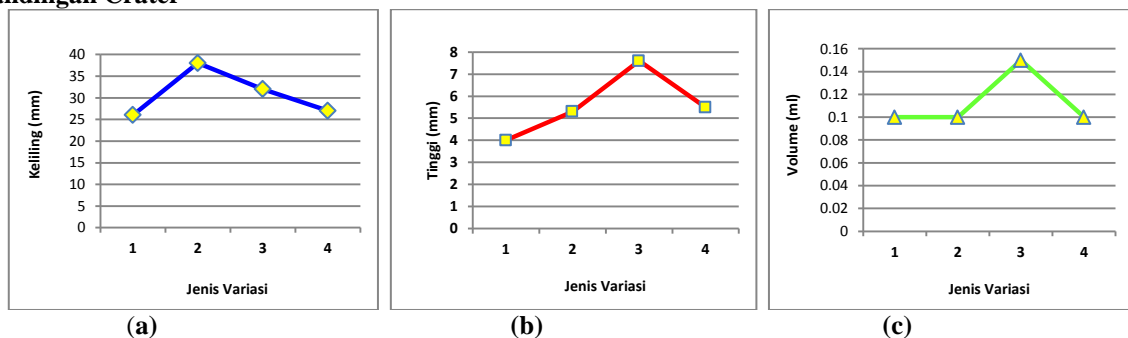 Crater
40
35
30
25
20
15
10
5
0
Keliling (mm)
1 2 3 4
Jenis Variasi
(a)
8
7
6
5
4
3
2
1
0
Tinggi (mm)
1 2 3 4
Jenis Variasi
(b)
0.16
0.14
0.12
0.1
0.08
0.06
0.04
0.02
0
Volume (ml)
1 2 3 4
Jenis Variasi
(c)